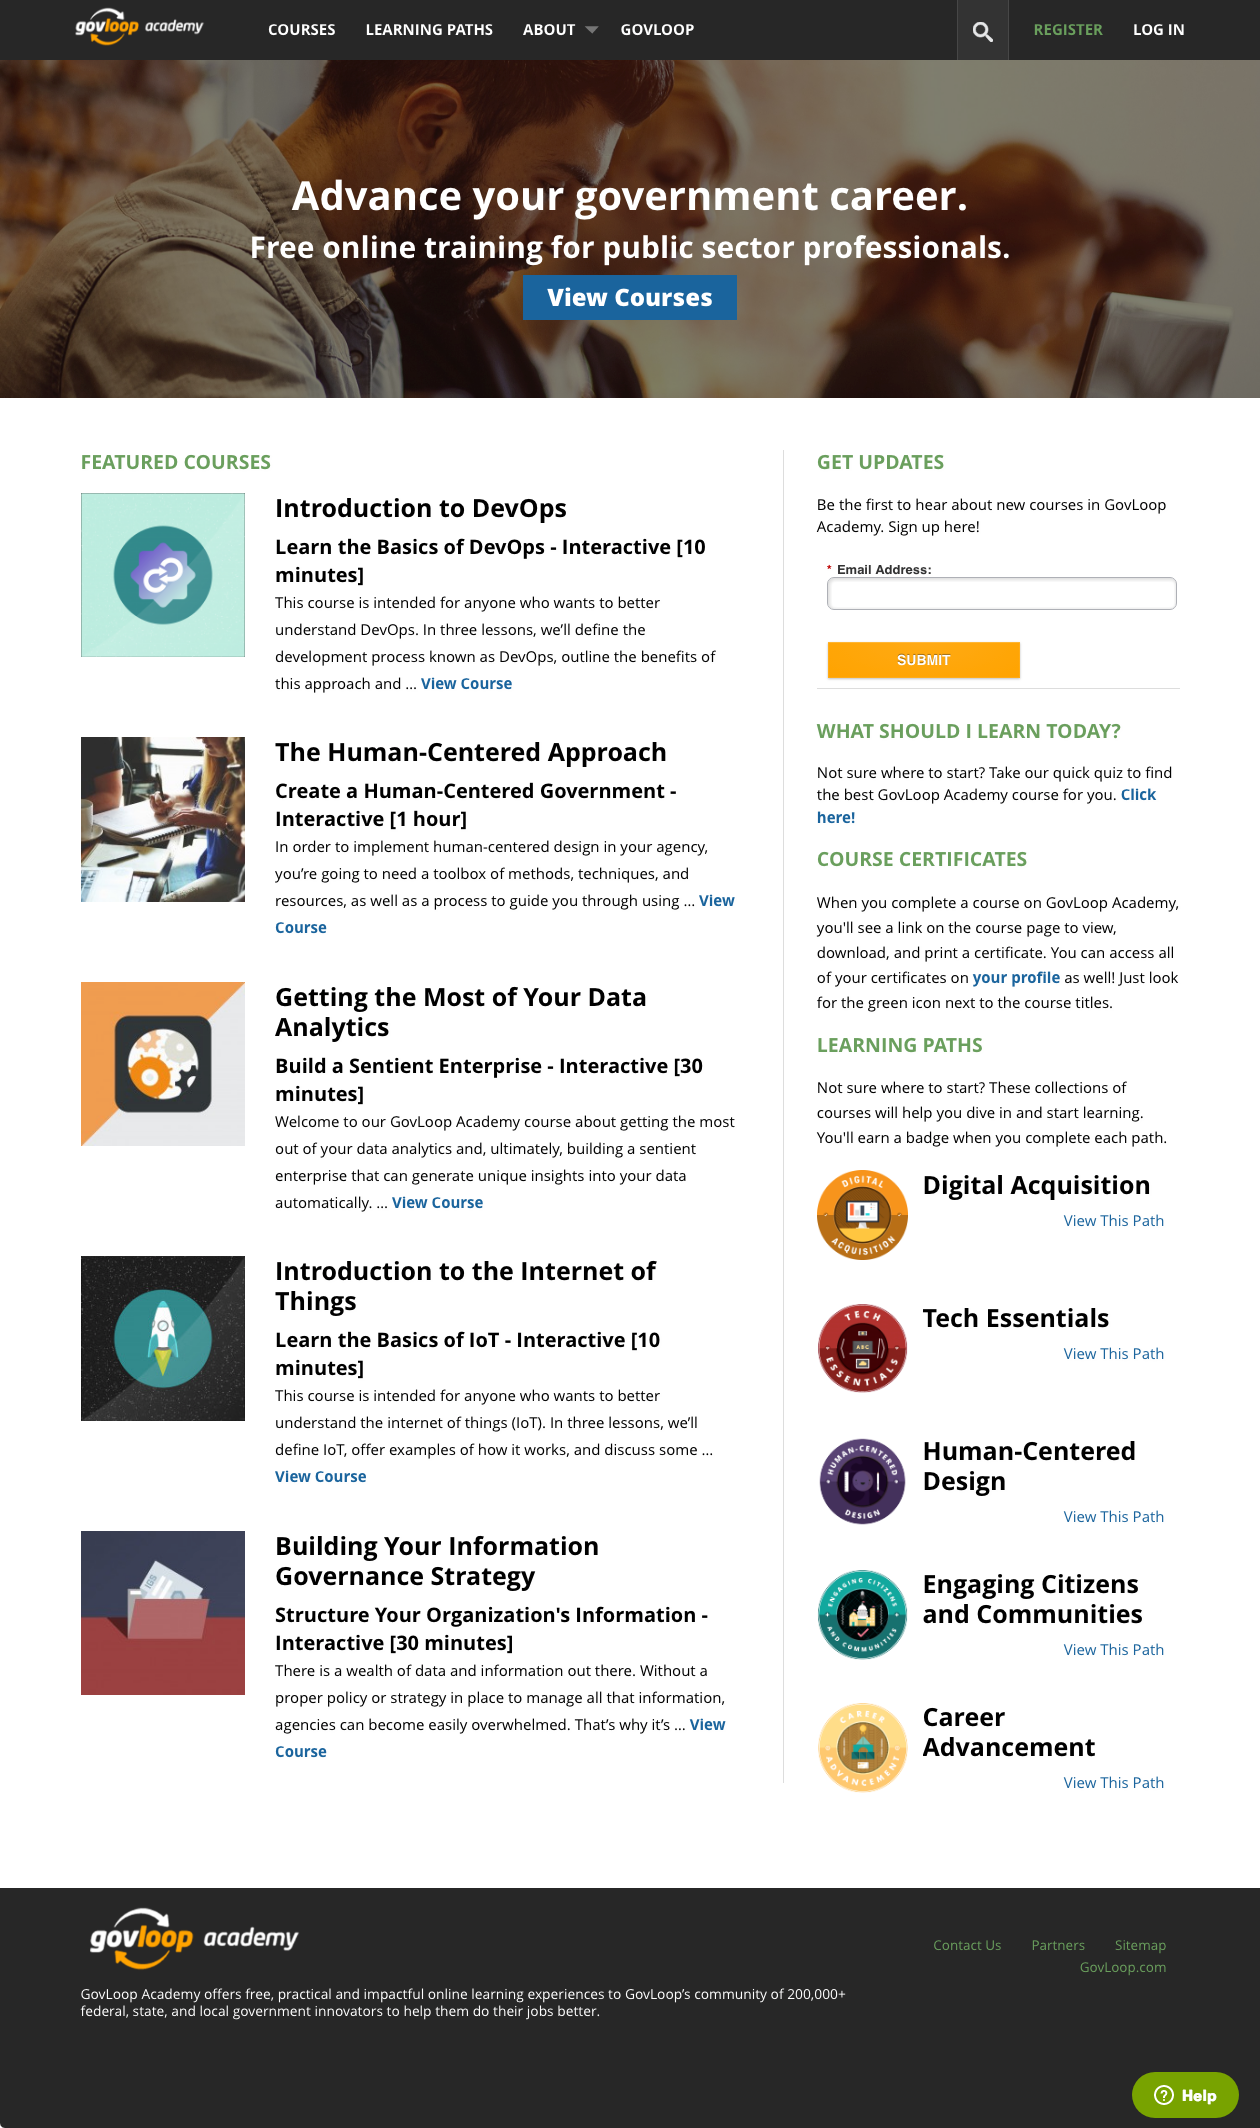 govloop academy
COURSES
LEARNING PATHS
ABOUT
GOVLOOP
REGISTER
LOG IN
Advance your government career.
Free online training for public sector professionals.
View Courses
FEATURED COURSES
Introduction to DevOps
Learn the Basics of DevOps - Interactive [10
minutes]
This course is intended for anyone who wants to better
understand DevOps. In three lessons, we’ll define the
development process known as DevOps, outline the benefits of
this approach and ... View Course
The Human-Centered Approach
Create a Human-Centered Government -
Interactive [1 hour]
In order to implement human-centered design in your agency,
you’re going to need a toolbox of methods, techniques, and
resources, as well as a process to guide you through using ... View
Course
Getting the Most of Your Data
Analytics
Build a Sentient Enterprise - Interactive [30
minutes]
Welcome to our GovLoop Academy course about getting the most
out of your data analytics and, ultimately, building a sentient
enterprise that can generate unique insights into your data
automatically. ... View Course
Introduction to the Internet of
Things
Learn the Basics of IoT - Interactive [10
minutes]
This course is intended for anyone who wants to better
understand the internet of things (IoT). In three lessons, we’ll
define IoT, offer examples of how it works, and discuss some ...
View Course
IGS
Building Your Information
Governance Strategy
Structure Your Organization's Information -
Interactive [30 minutes]
There is a wealth of data and information out there. Without a
proper policy or strategy in place to manage all that information,
agencies can become easily overwhelmed. That’s why it’s ... View
Course
GET UPDATES
Be the first to hear about new courses in GovLoop
Academy. Sign up here!
* Email Address:
SUBMIT
WHAT SHOULD I LEARN TODAY?
Not sure where to start? Take our quick quiz to find
the best GovLoop Academy course for you. Click
here!
COURSE CERTIFICATES
When you complete a course on GovLoop Academy,
you'll see a link on the course page to view,
download, and print a certificate. You can access all
of your certificates on your profile as well! Just look
for the green icon next to the course titles.
LEARNING PATHS
Not sure where to start? These collections of
courses will help you dive in and start learning.
You'll earn a badge when you complete each path.
DIGITAL
ACQUISITION
Digital Acquisition
View This Path
TECH
ABC
ESSENTIALS
Tech Essentials
View This Path
HUMAN-CENTERED
DESIGN
Human-Centered
Design
View This Path
ENGAGING CITIZENS
AND COMMUNITIES
Engaging Citizens
and Communities
View This Path
CAREER
ADVANCEMENT
Career
Advancement
View This Path
govloop academy
GovLoop Academy offers free, practical and impactful online learning experiences to GovLoop’s community of 200,000+
federal, state, and local government innovators to help them do their jobs better.
Contact Us
Partners
Sitemap
GovLoop.com
Help